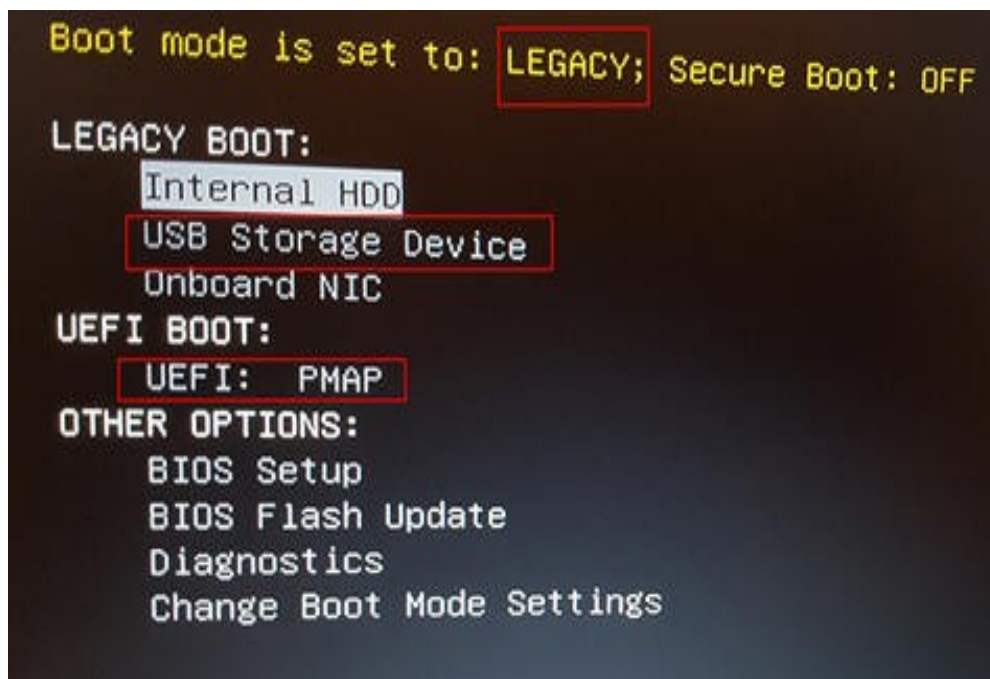 Boot mode is set to: LEGACY; Secure Boot: OFF
LEGACY BOOT:
Internal HDD
USB Storage Device
Onboard NIC
UEFI BOOT:
UEFI: PMAP
OTHER OPTIONS:
BIOS Setup
BIOS Flash Update
Diagnostics
Change Boot Mode Settings